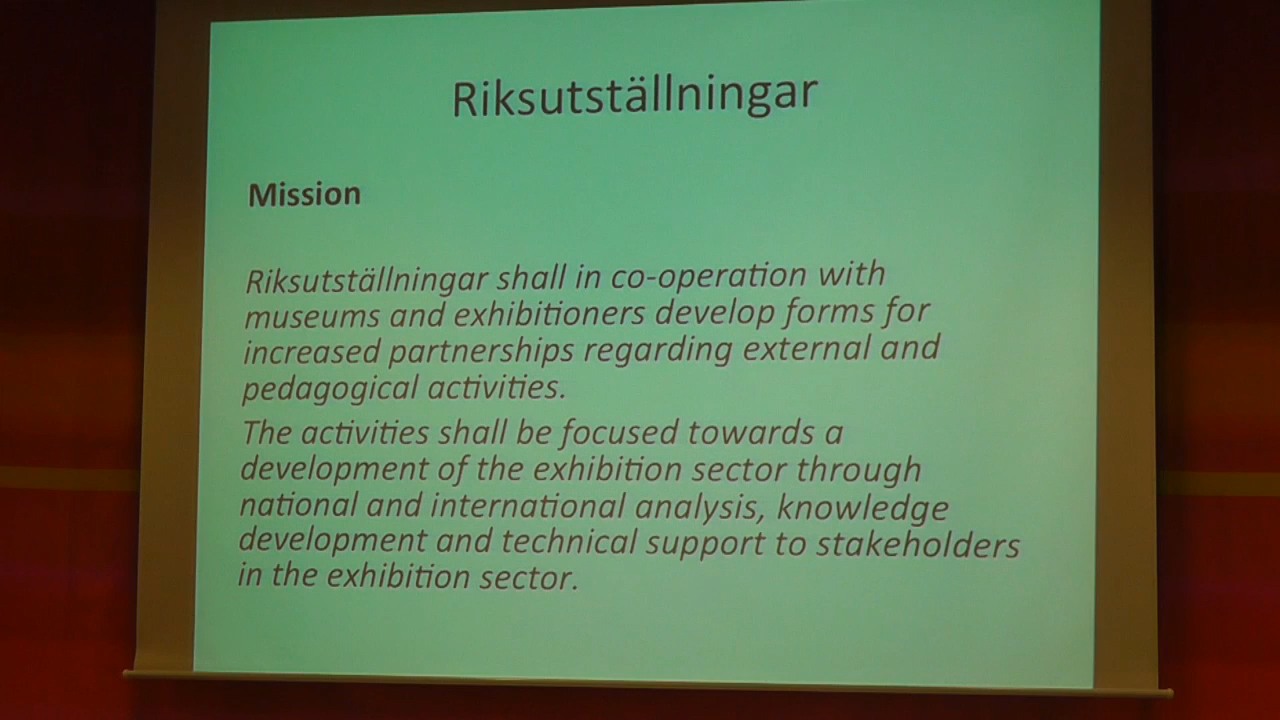 Riksutställningar
Mission
Riksutställningar shall in co-operation with
museums and exhibitioners develop forms for
increased partnerships regarding external and
pedagogical activities.
The activities shall be focused towards a
development of the exhibition sector through
national and international analysis, knowledge
development and technical support to stakeholders
in the exhibition sector.